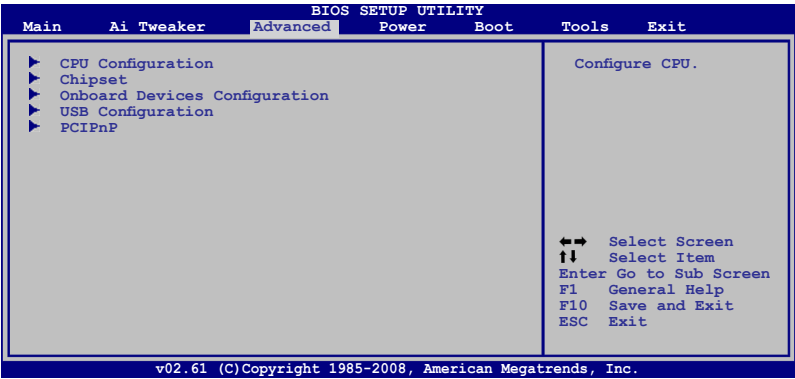 BIOS SETUP UTILITY
Main Ai Tweaker Advanced Power Boot Tools Exit
CPU Configuration
Chipset
Onboard Devices Configuration
USB Configuration
PCIPnP
Configure CPU.
←→ Select Screen
↑↓ Select Item
Enter Go to Sub Screen
F1 General Help
F10 Save and Exit
ESC Exit
v02.61 (C)Copyright 1985-2008, American Megatrends, Inc.